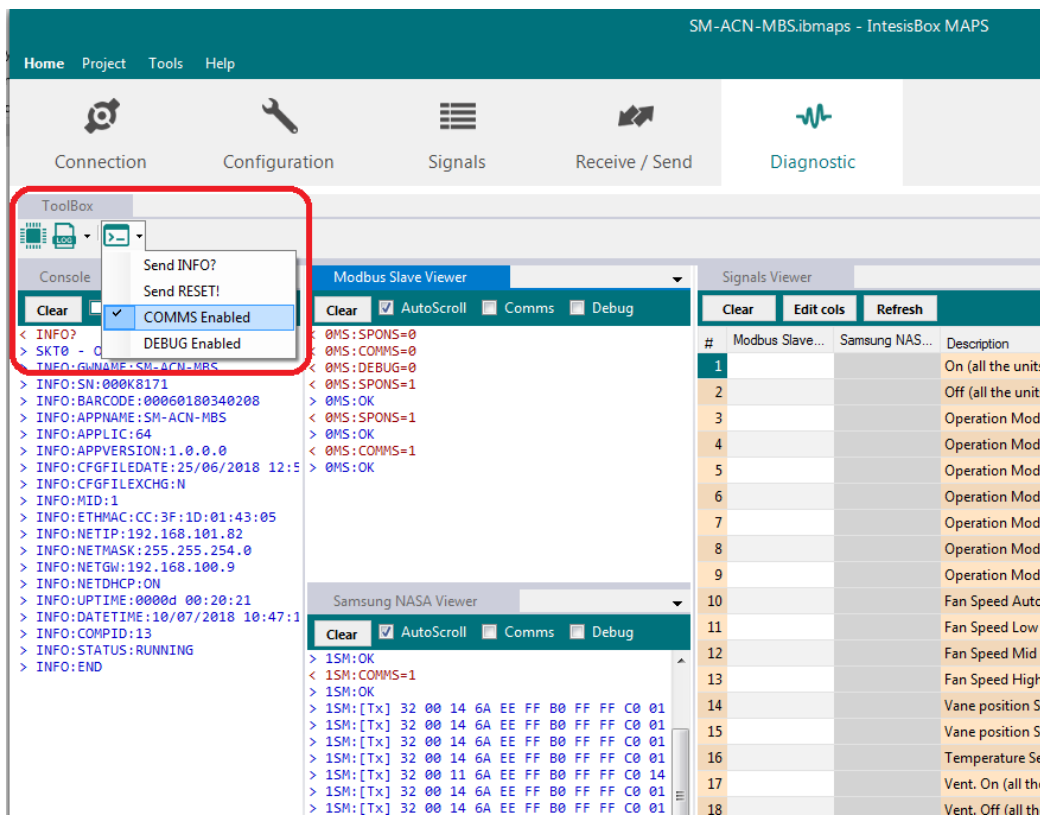 SM-ACN-MBS.ibmaps - IntesisBox MAPS
Home Project Tools Help
Connection Configuration Signals Receive / Send Diagnostic
ToolBox
LOG
Send INFO?
Send RESET!
COMMS Enabled
DEBUG Enabled
Console
Clear
< INFO?
> SKT0 -
> INFO:GWNAME:SM-ACN-MBS
> INFO:SN:000K8171
> INFO:BARCODE:00060180340208
> INFO:APPNAME:SM-ACN-MBS
> INFO:APPLIC:64
> INFO:APPVERSION:1.0.0.0
> INFO:CFGFILEDATE:25/06/2018 12:5
> INFO:CFGFILEXCHG:N
> INFO:MID:1
> INFO:ETHMAC:CC:3F:1D:01:43:05
> INFO:NETIP:192.168.101.82
> INFO:NETMASK:255.255.254.0
> INFO:NETGW:192.168.100.9
> INFO:NETDHCP:ON
> INFO:UPTIME:0000d 00:20:21
> INFO:DATETIME:10/07/2018 10:47:1
> INFO:COMPID:13
> INFO:STATUS:RUNNING
> INFO:END
Modbus Slave Viewer
Clear AutoScroll Comms Debug
< 0MS:SPONS=0
< 0MS:COMMS=0
< 0MS:DEBUG=0
< 0MS:SPONS=1
> 0MS:OK
< 0MS:SPONS=1
> 0MS:OK
< 0MS:COMMS=1
> 0MS:OK
Samsung NASA Viewer
Clear AutoScroll Comms Debug
> 1SM:OK
< 1SM:COMMS=1
> 1SM:OK
> 1SM:[Tx] 32 00 14 6A EE FF B0 FF FF C0 01
> 1SM:[Tx] 32 00 14 6A EE FF B0 FF FF C0 01
> 1SM:[Tx] 32 00 14 6A EE FF B0 FF FF C0 01
> 1SM:[Tx] 32 00 14 6A EE FF B0 FF FF C0 01
> 1SM:[Tx] 32 00 11 6A EE FF B0 FF FF C0 14
> 1SM:[Tx] 32 00 14 6A EE FF B0 FF FF C0 01
> 1SM:[Tx] 32 00 14 6A EE FF B0 FF FF C0 01
Signals Viewer
Clear Edit cols Refresh
# Modbus Slave... Samsung NAS... Description
1 On (all the units
2 Off (all the unit
3 Operation Mod
4 Operation Mod
5 Operation Mod
6 Operation Mod
7 Operation Mod
8 Operation Mod
9 Operation Mod
10 Fan Speed Auto
11 Fan Speed Low
12 Fan Speed Mid
13 Fan Speed High
14 Vane position S
15 Vane position S
16 Temperature Se
17 Vent. On (all the
18 Vent. Off (all th